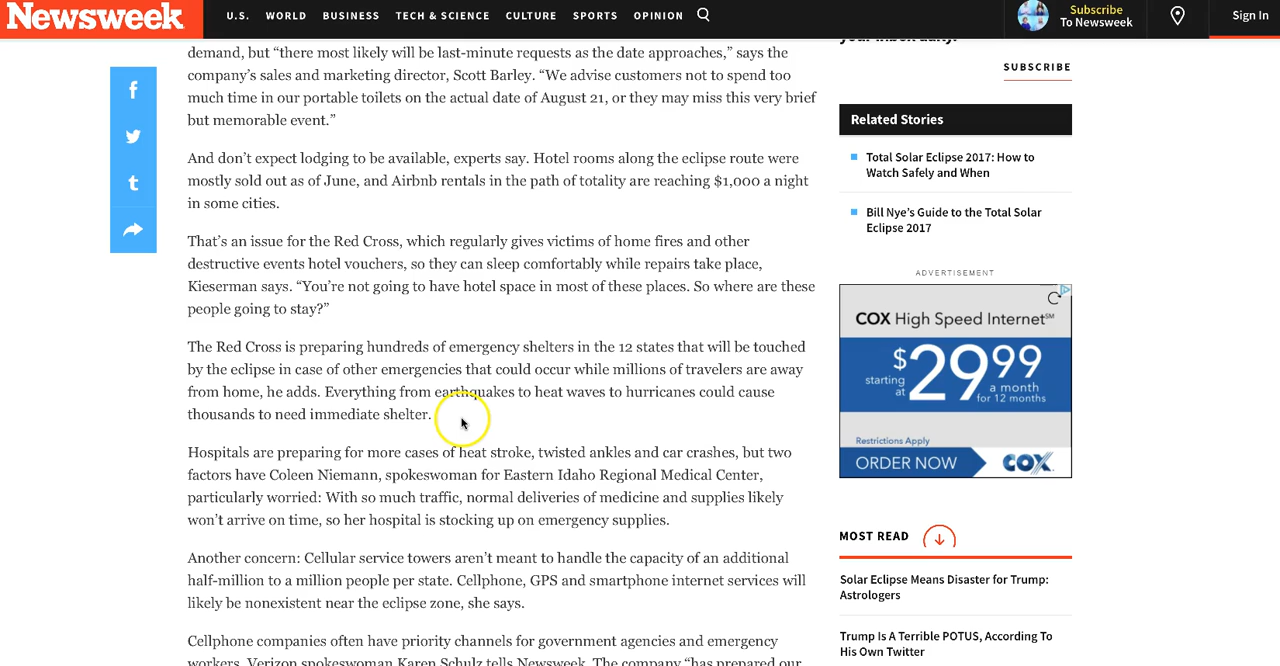 Newsweek
U.S. WORLD BUSINESS TECH & SCIENCE CULTURE SPORTS OPINION
Subscribe
To Newsweek
Sign In
demand, but “there most likely will be last-minute requests as the date approaches,” says the
company’s sales and marketing director, Scott Barley. “We advise customers not to spend too
much time in our portable toilets on the actual date of August 21, or they may miss this very brief
but memorable event.”
And don’t expect lodging to be available, experts say. Hotel rooms along the eclipse route were
mostly sold out as of June, and Airbnb rentals in the path of totality are reaching $1,000 a night
in some cities.
That’s an issue for the Red Cross, which regularly gives victims of home fires and other
destructive events hotel vouchers, so they can sleep comfortably while repairs take place,
Kieserman says. “You’re not going to have hotel space in most of these places. So where are these
people going to stay?”
The Red Cross is preparing hundreds of emergency shelters in the 12 states that will be touched
by the eclipse in case of other emergencies that could occur while millions of travelers are away
from home, he adds. Everything from earthquakes to heat waves to hurricanes could cause
thousands to need immediate shelter.
Hospitals are preparing for more cases of heat stroke, twisted ankles and car crashes, but two
factors have Coleen Niemann, spokeswoman for Eastern Idaho Regional Medical Center,
particularly worried: With so much traffic, normal deliveries of medicine and supplies likely
won’t arrive on time, so her hospital is stocking up on emergency supplies.
Another concern: Cellular service towers aren’t meant to handle the capacity of an additional
half-million to a million people per state. Cellphone, GPS and smartphone internet services will
likely be nonexistent near the eclipse zone, she says.
Cellphone companies often have priority channels for government agencies and emergency
workers, Verizon spokeswoman Karen Schulz tells Newsweek. The company “has prepared our
your inbox daily.
SUBSCRIBE
Related Stories
Total Solar Eclipse 2017: How to
Watch Safely and When
Bill Nye’s Guide to the Total Solar
Eclipse 2017
ADVERTISEMENT
COX High Speed Internet℠
starting at $29.99 a month
for 12 months
Restrictions Apply
ORDER NOW COX
MOST READ
Solar Eclipse Means Disaster for Trump:
Astrologers
Trump Is A Terrible POTUS, According To
His Own Twitter